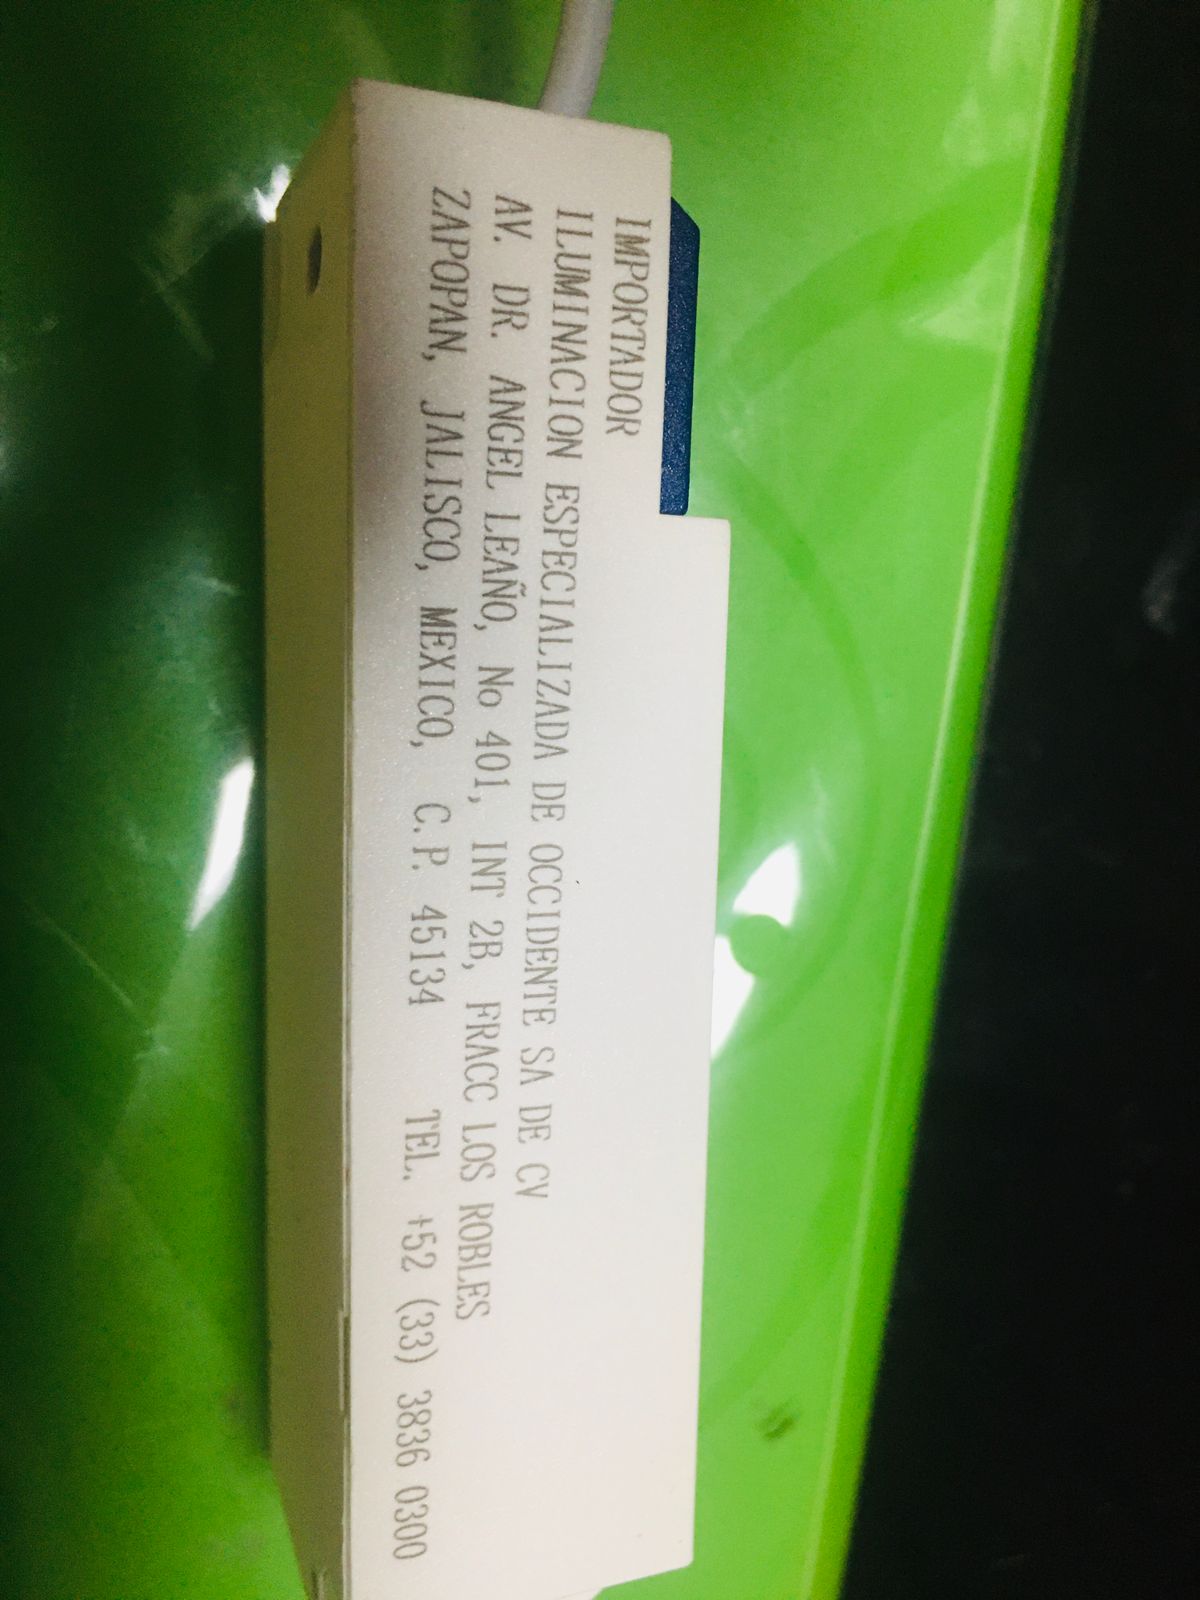 IMPORTADOR
ILUMINACION ESPECIALIZADA DE OCCIDENTE SA DE CV
AV. DR. ANGEL LEAÑO, No 401, INT 2B, FRACC LOS ROBLES
ZAPOPAN, JALISCO, MEXICO, C.P. 45134 TEL. +52 (33) 3836 0300